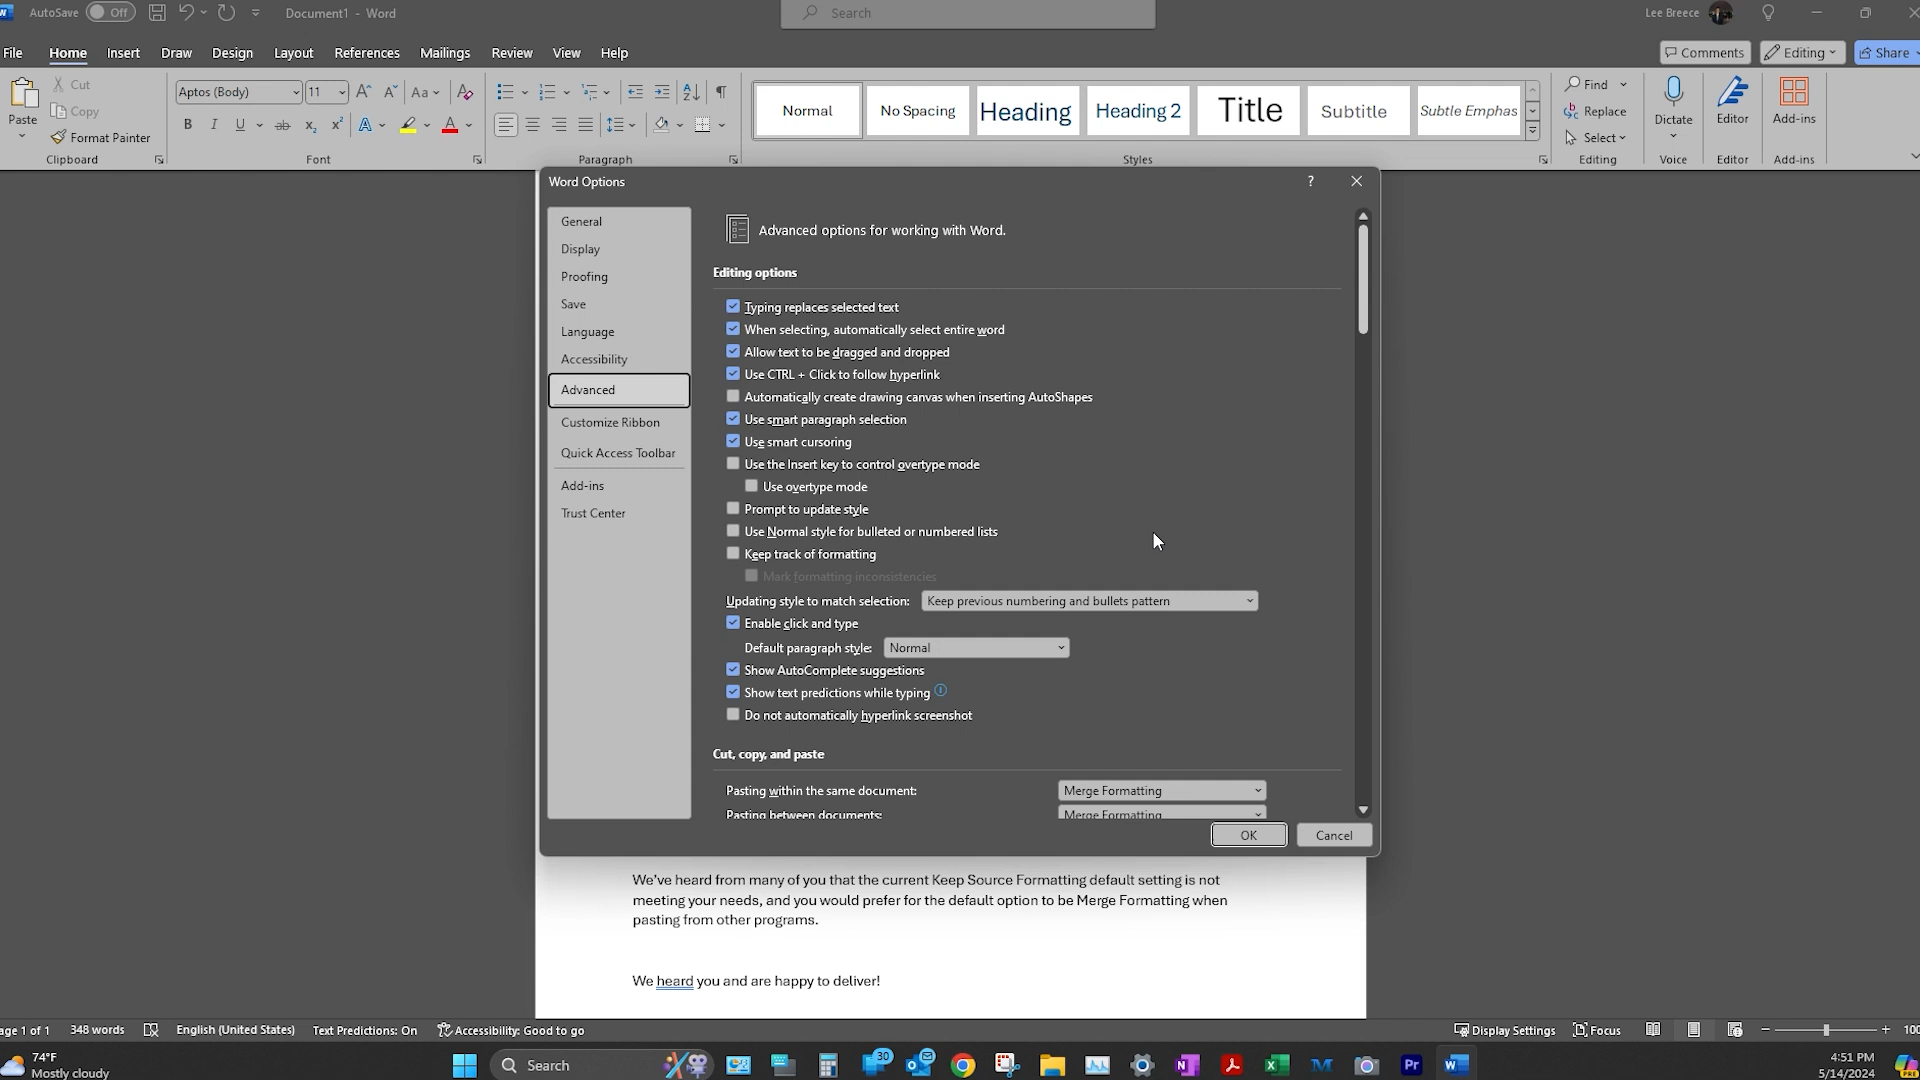 AutoSave Off Document1 - Word Search Lee Breece
File Home Insert Draw Design Layout References Mailings Review View Help Comments Editing Share
Paste Cut Copy Format Painter
Aptos (Body) 11
Normal No Spacing Heading Heading 2 Title Subtitle Subtle Emphas
Find Replace Select Dictate Editor Add-ins
Clipboard Font Paragraph Styles Editing Voice Editor Add-ins
Word Options ?
General
Display
Proofing
Save
Language
Accessibility
Advanced
Customize Ribbon
Quick Access Toolbar
Add-ins
Trust Center
Advanced options for working with Word.
Editing options
Typing replaces selected text
When selecting, automatically select entire word
Allow text to be dragged and dropped
Use CTRL + Click to follow hyperlink
Automatically create drawing canvas when inserting AutoShapes
Use smart paragraph selection
Use smart cursoring
Use the Insert key to control overtype mode
Use overtype mode
Prompt to update style
Use Normal style for bulleted or numbered lists
Keep track of formatting
Mark formatting inconsistencies
Updating style to match selection: Keep previous numbering and bullets pattern
Enable click and type
Default paragraph style: Normal
Show AutoComplete suggestions
Show text predictions while typing
Do not automatically hyperlink screenshot
Cut, copy, and paste
Pasting within the same document: Merge Formatting
Pasting between documents: Merge Formatting
OK Cancel
We've heard from many of you that the current Keep Source Formatting default setting is not
meeting your needs, and you would prefer for the default option to be Merge Formatting when
pasting from other programs.
We heard you and are happy to deliver!
age 1 of 1 348 words English (United States) Text Predictions: On Accessibility: Good to go Display Settings Focus 100
74°F
Mostly cloudy
Search
30
4:51 PM
5/14/2024